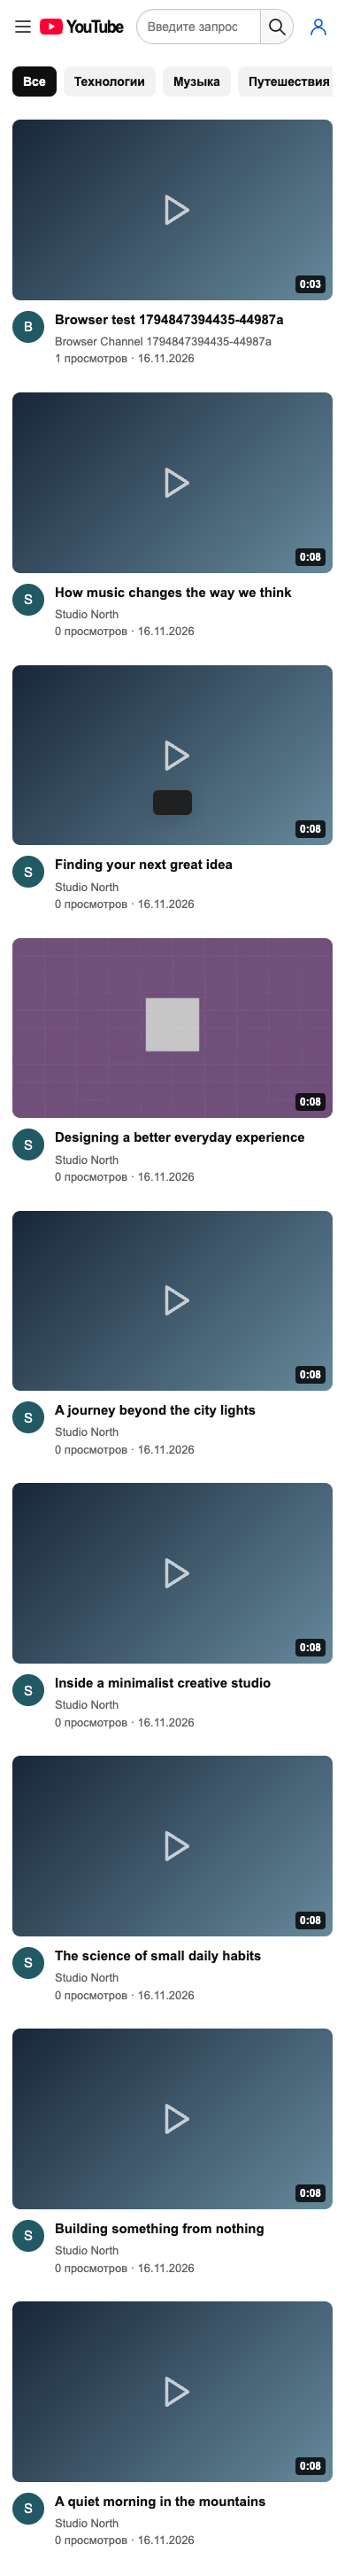 YouTube
Введите запрос
Все Технологии Музыка Путешествия
0:03
B
Browser test 1794847394435-44987a
Browser Channel 1794847394435-44987a
1 просмотров · 16.11.2026
0:08
S
How music changes the way we think
Studio North
0 просмотров · 16.11.2026
0:08
S
Finding your next great idea
Studio North
0 просмотров · 16.11.2026
0:08
S
Designing a better everyday experience
Studio North
0 просмотров · 16.11.2026
0:08
S
A journey beyond the city lights
Studio North
0 просмотров · 16.11.2026
0:08
S
Inside a minimalist creative studio
Studio North
0 просмотров · 16.11.2026
0:08
S
The science of small daily habits
Studio North
0 просмотров · 16.11.2026
0:08
S
Building something from nothing
Studio North
0 просмотров · 16.11.2026
0:08
S
A quiet morning in the mountains
Studio North
0 просмотров · 16.11.2026